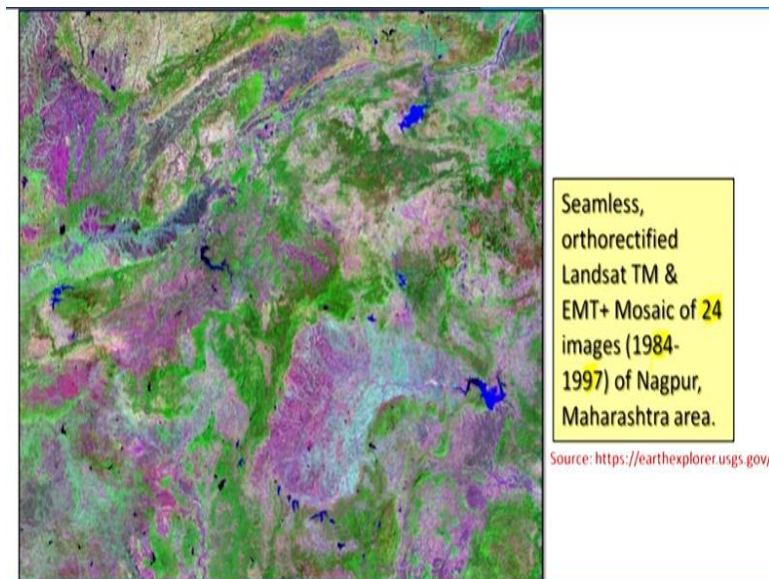 Seamless,
orthorectified
Landsat TM &
EMT+ Mosaic of 24
images (1984-
1997) of Nagpur,
Maharashtra area.
Source: https://earthexplorer.usgs.gov/